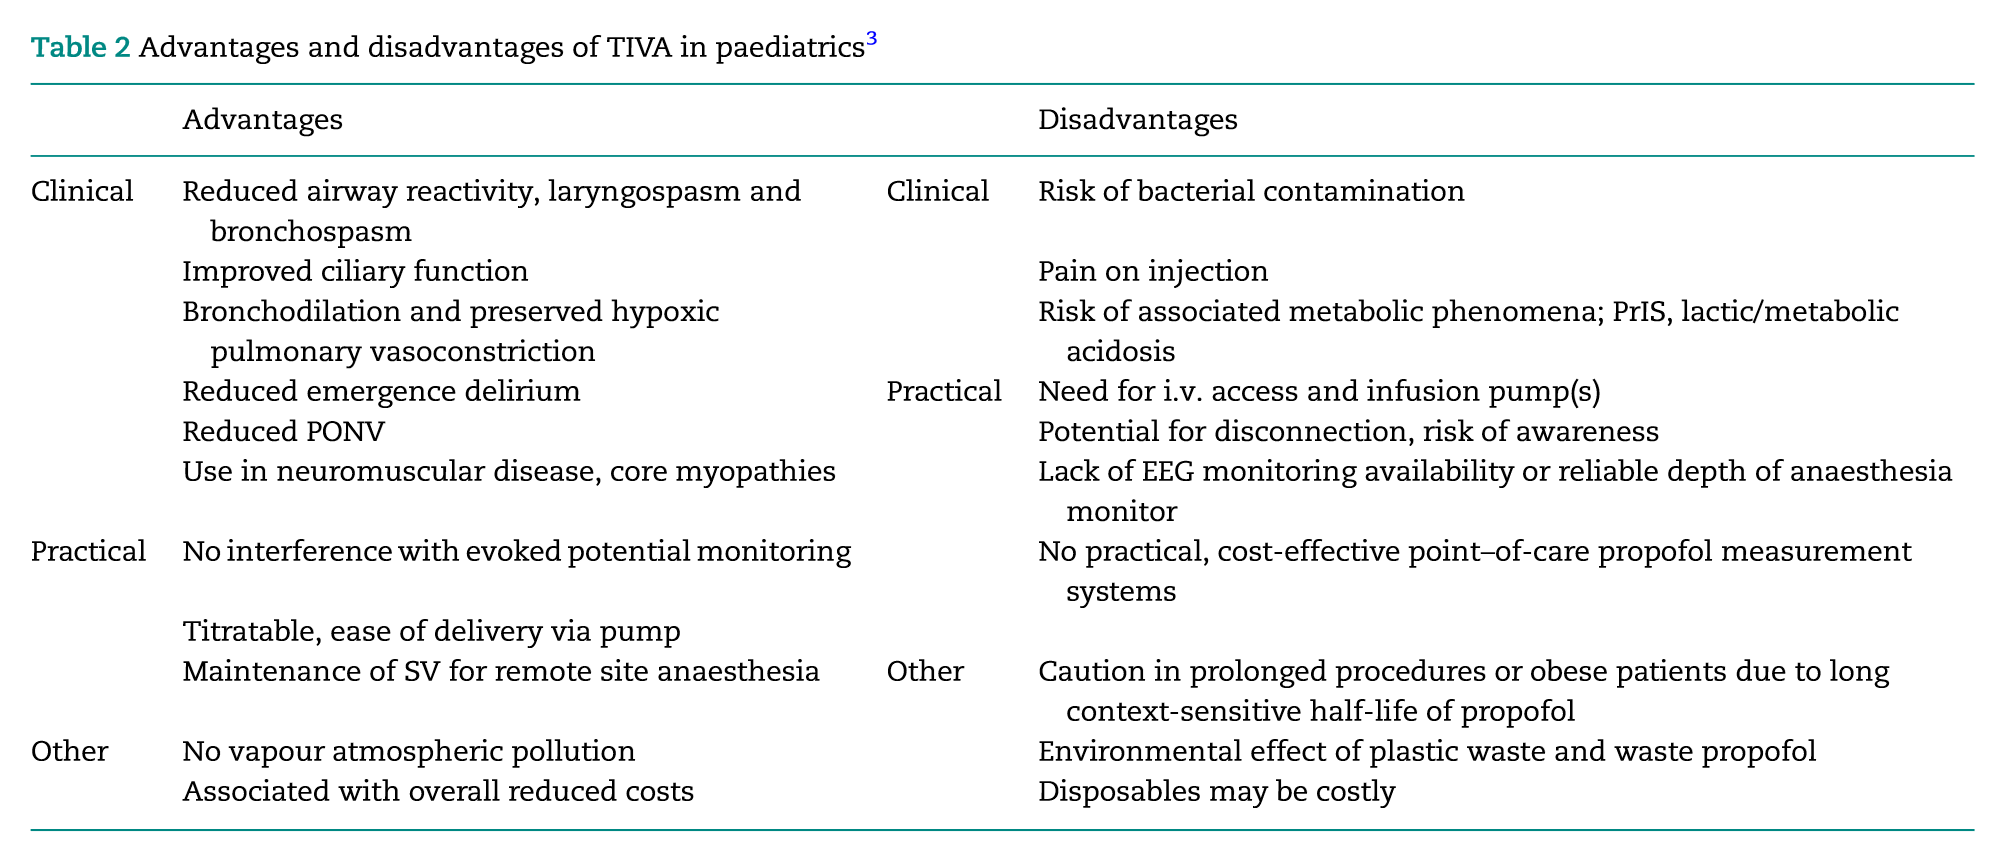 Table 2 Advantages and disadvantages of TIVA in paediatrics3
Advantages Disadvantages
Clinical Reduced airway reactivity, laryngospasm and Clinical Risk of bacterial contamination
bronchospasm
Improved ciliary function Pain on injection
Bronchodilation and preserved hypoxic Risk of associated metabolic phenomena; PrIS, lactic/metabolic
pulmonary vasoconstriction acidosis
Reduced emergence delirium Practical Need for i.v. access and infusion pump(s)
Reduced PONV Potential for disconnection, risk of awareness
Use in neuromuscular disease, core myopathies Lack of EEG monitoring availability or reliable depth of anaesthesia
monitor
Practical No interference with evoked potential monitoring No practical, cost-effective point–of-care propofol measurement
systems
Titratable, ease of delivery via pump
Maintenance of SV for remote site anaesthesia Other Caution in prolonged procedures or obese patients due to long
context-sensitive half-life of propofol
Other No vapour atmospheric pollution Environmental effect of plastic waste and waste propofol
Associated with overall reduced costs Disposables may be costly